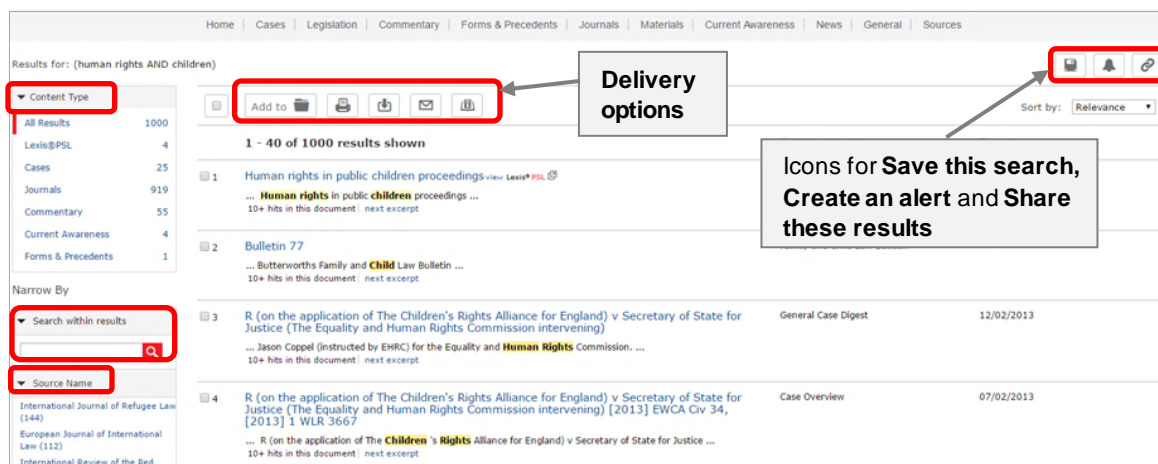 Home | Cases | Legislation | Commentary | Forms & Precedents | Journals | Materials | Current Awareness | News | General | Sources
Results for: (human rights AND children)
Content Type
All Results 1000
Lexis®PSL 4
Cases 25
Journals 919
Commentary 55
Current Awareness 4
Forms & Precedents 1
Narrow By
Search within results
Source Name
International Journal of Refugee Law
(144)
European Journal of International
Law (112)
International Review of the Red
Add to
Delivery
options
Sort by: Relevance
Icons for Save this search,
Create an alert and Share
these results
1 - 40 of 1000 results shown
1 Human rights in public children proceedings view Lexis® PSL
... Human rights in public children proceedings ...
10+ hits in this document | next excerpt
2 Bulletin 77
... Butterworths Family and Child Law Bulletin ...
10+ hits in this document | next excerpt
3 R (on the application of The Children's Rights Alliance for England) v Secretary of State for
Justice (The Equality and Human Rights Commission intervening)
General Case Digest 12/02/2013
... Jason Coppel (instructed by EHRC) for the Equality and Human Rights Commission. ...
10+ hits in this document | next excerpt
4 R (on the application of The Children's Rights Alliance for England) v Secretary of State for
Justice (The Equality and Human Rights Commission intervening) [2013] EWCA Civ 34,
[2013] 1 WLR 3667
Case Overview 07/02/2013
... R (on the application of The Children 's Rights Alliance for England) v Secretary of State for Justice ...
10+ hits in this document | next excerpt